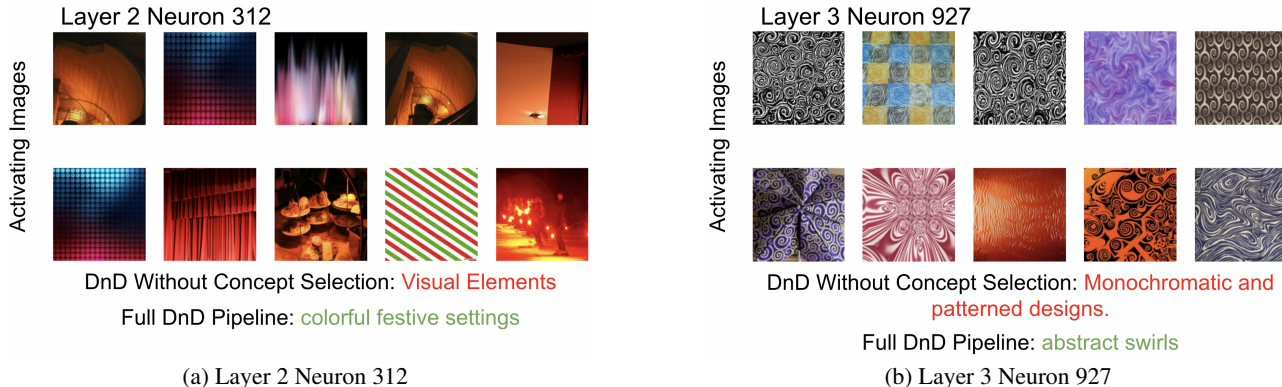 Layer 2 Neuron 312
Activating Images
Activating Images
DnD Without Concept Selection: Visual Elements
Full DnD Pipeline: colorful festive settings
(a) Layer 2 Neuron 312
Layer 3 Neuron 927
Activating Images
DnD Without Concept Selection: Monochromatic and
patterned designs.
Full DnD Pipeline: abstract swirls
(b) Layer 3 Neuron 927